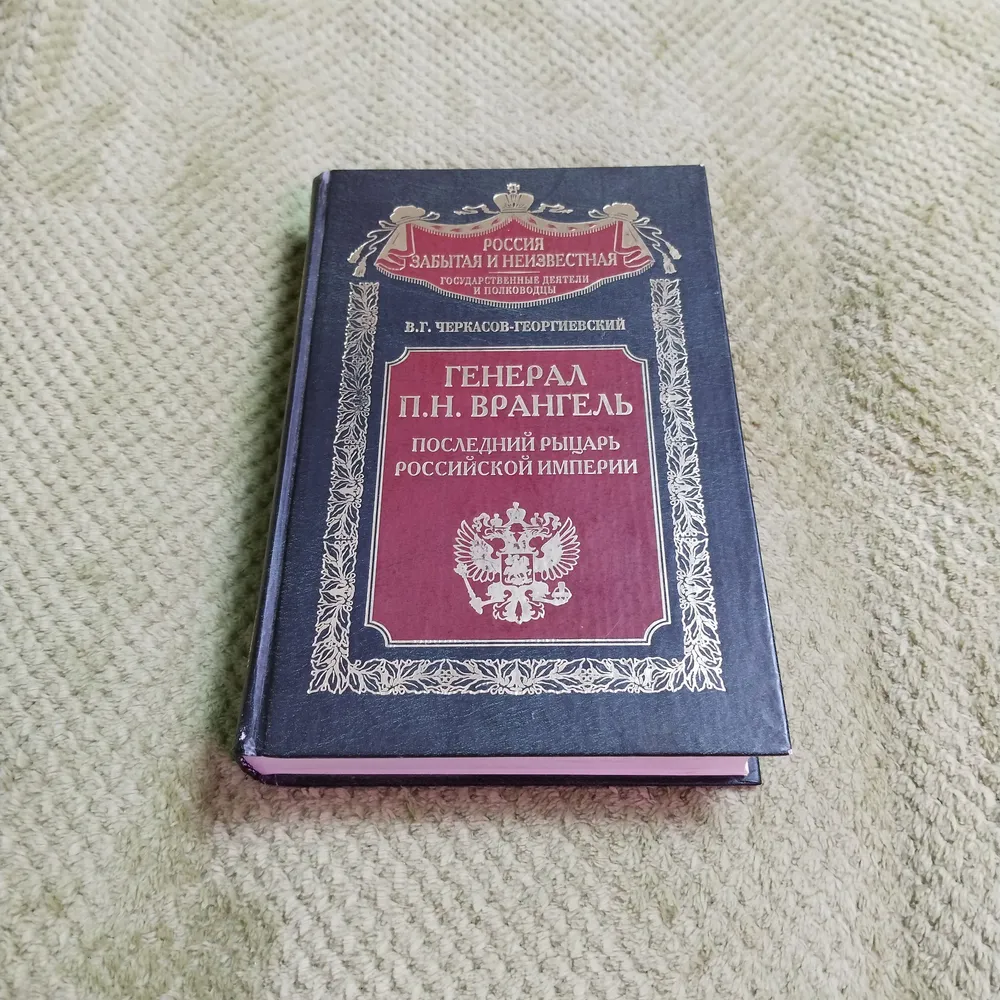 РОССИЯ
ЗАБЫТАЯ И НЕИЗВЕСТНАЯ
ГОСУДАРСТВЕННЫЕ ДЕЯТЕЛИ
И ПОЛКОВОДЦЫ
В.Г. ЧЕРКАСОВ-ГЕОРГИЕВСКИЙ
ГЕНЕРАЛ
П.Н. ВРАНГЕЛЬ
ПОСЛЕДНИЙ РЫЦАРЬ
РОССИЙСКОЙ ИМПЕРИИ